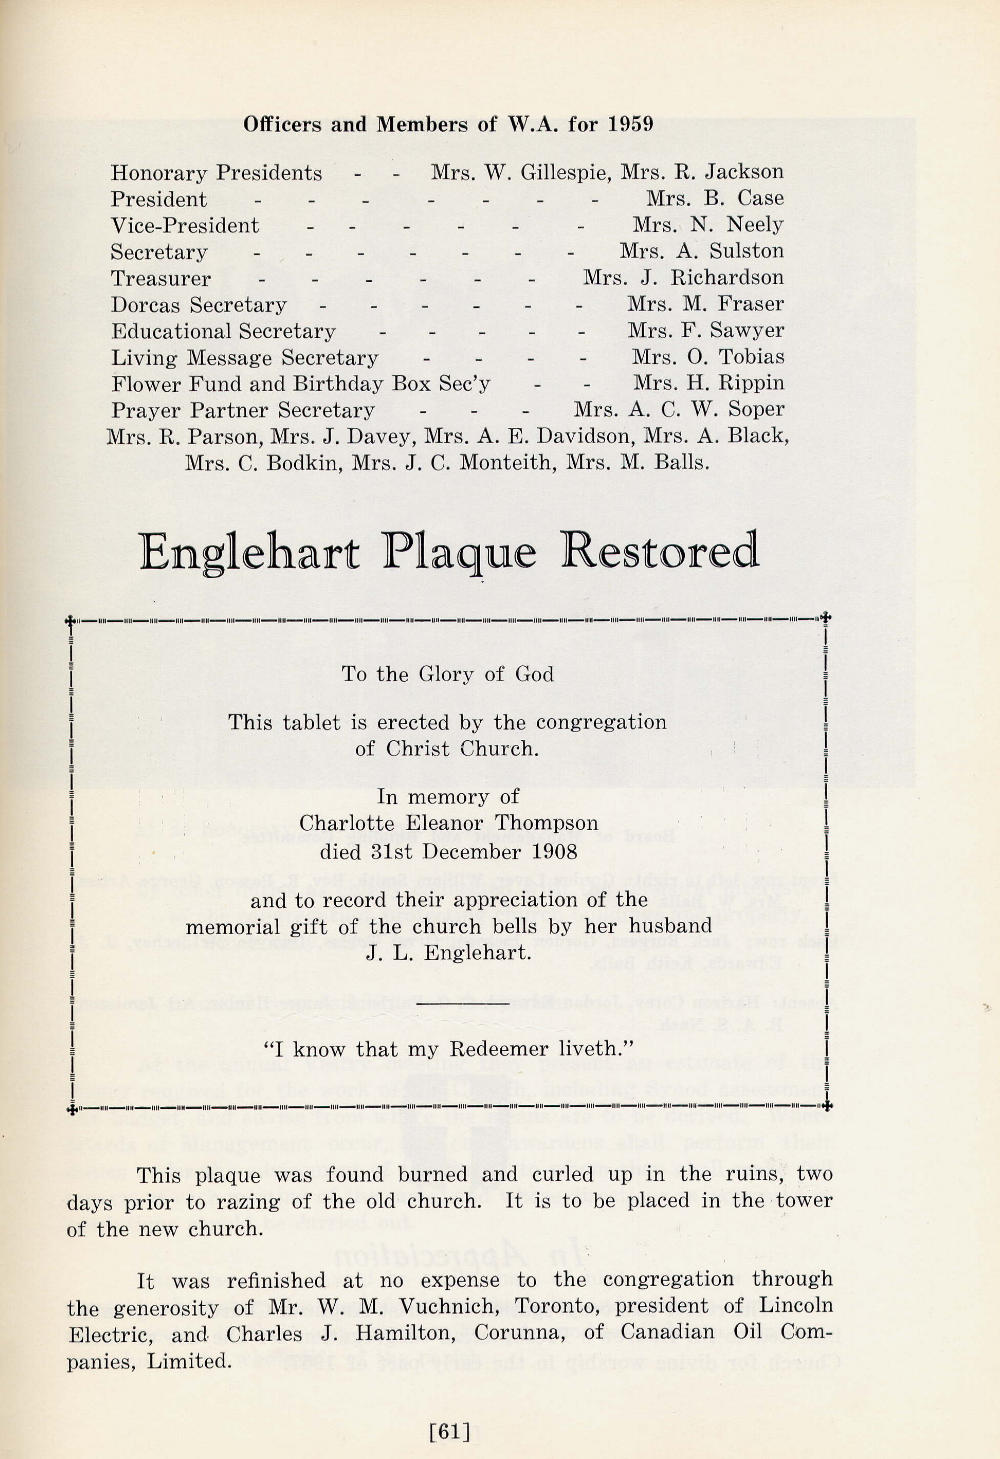 Officers and Members of W.A. for 1959
Honorary Presidents - - Mrs. W. Gillespie, Mrs. R. Jackson
President - - - - - - - Mrs. B. Case
Vice-President - - - - - - Mrs. N. Neely
Secretary - - - - - - - Mrs. A. Sulston
Treasurer - - - - - - Mrs. J. Richardson
Dorcas Secretary - - - - - - Mrs. M. Fraser
Educational Secretary - - - - - Mrs. F. Sawyer
Living Message Secretary - - - - Mrs. O. Tobias
Flower Fund and Birthday Box Sec'y - - Mrs. H. Rippin
Prayer Partner Secretary - - - Mrs. A. C. W. Soper
Mrs. R. Parson, Mrs. J. Davey, Mrs. A. E. Davidson, Mrs. A. Black,
Mrs. C. Bodkin, Mrs. J. C. Monteith, Mrs. M. Balls.
Englehart Plaque Restored
To the Glory of God
This tablet is erected by the congregation
of Christ Church.
In memory of
Charlotte Eleanor Thompson
died 31st December 1908
and to record their appreciation of the
memorial gift of the church bells by her husband
J. L. Englehart.
"I know that my Redeemer liveth."
This plaque was found burned and curled up in the ruins, two
days prior to razing of the old church. It is to be placed in the tower
of the new church.
It was refinished at no expense to the congregation through
the generosity of Mr. W. M. Vuchnich, Toronto, president of Lincoln
Electric, and Charles J. Hamilton, Corunna, of Canadian Oil Com-
panies, Limited.
[61]